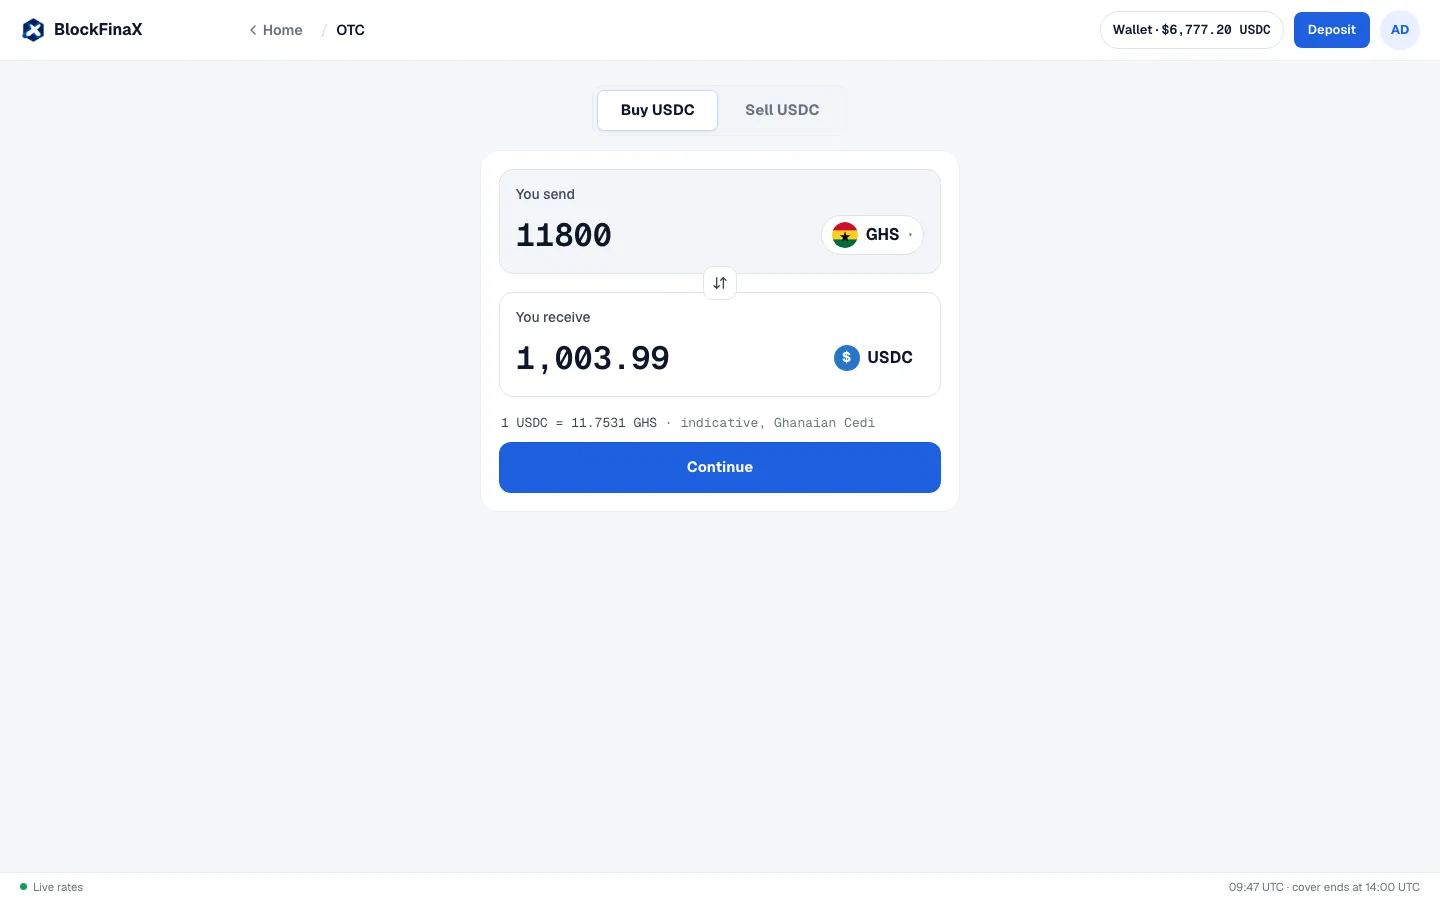 BlockFinaX
Home / OTC
Wallet · $6,777.20 USDC
Deposit
AD
Buy USDC
Sell USDC
You send
11800
GHS
You receive
1,003.99
$ USDC
1 USDC = 11.7531 GHS · indicative, Ghanaian Cedi
Continue
Live rates
09:47 UTC · cover ends at 14:00 UTC